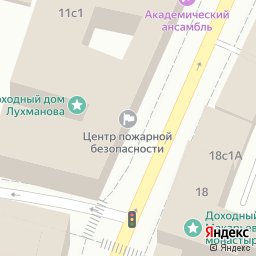 11с1
Академический
ансамбль
доходный дом
Лухманова
Центр пожарной
безопасности
18с1А
18
Доходный
монастыр
Яндекс